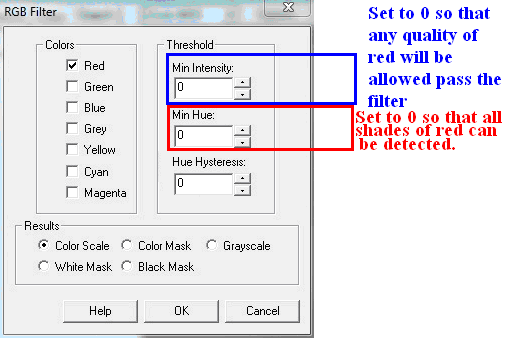 RGB Filter
Colors
Red
Green
Blue
Grey
Yellow
Cyan
Magenta
Threshold
Min Intensity:
0
Min Hue:
0
Hue Hysteresis:
0
Results
Color Scale Color Mask Grayscale
White Mask Black Mask
Help OK Cancel
Set to 0 so that
any quality of
red will be
allowed pass the
filter
Set to 0 so that all
shades of red can
be detected.